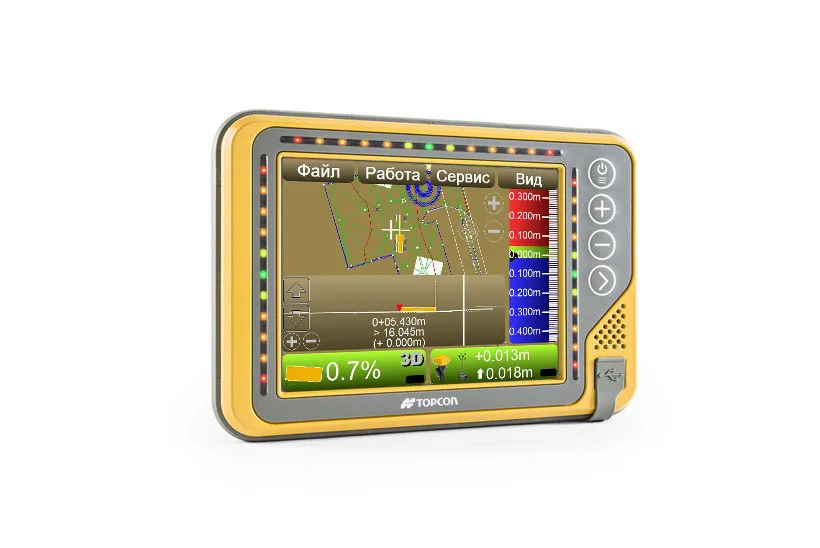 Файл Работа Сервис Вид
0.300m
0.200m
0.100m
0.000m
0.100m
0.200m
0.300m
0.400m
0+05.430m
> 16.045m
(+ 0.000m)
0.7%
3D
+0.013m
0.018m
TOPCON